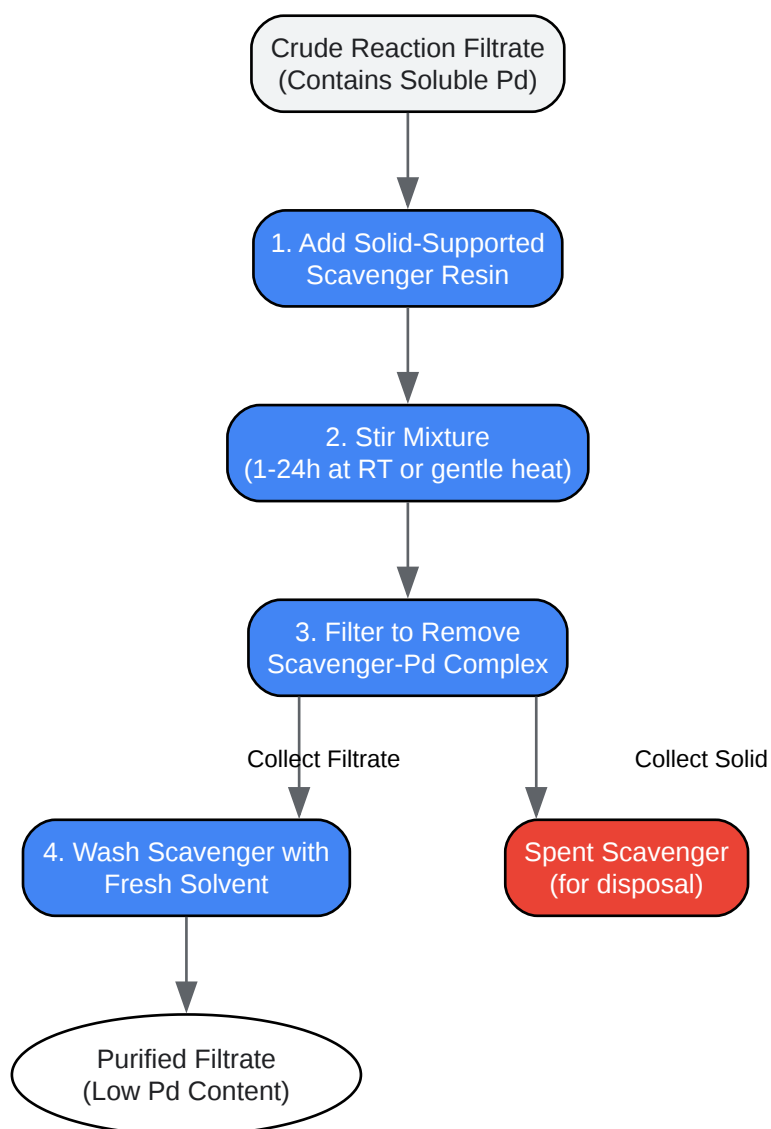 Crude Reaction Filtrate
(Contains Soluble Pd)
1. Add Solid-Supported
Scavenger Resin
2. Stir Mixture
(1-24h at RT or gentle heat)
3. Filter to Remove
Scavenger-Pd Complex
Collect Filtrate
Collect Solid
4. Wash Scavenger with
Fresh Solvent
Spent Scavenger
(for disposal)
Purified Filtrate
(Low Pd Content)